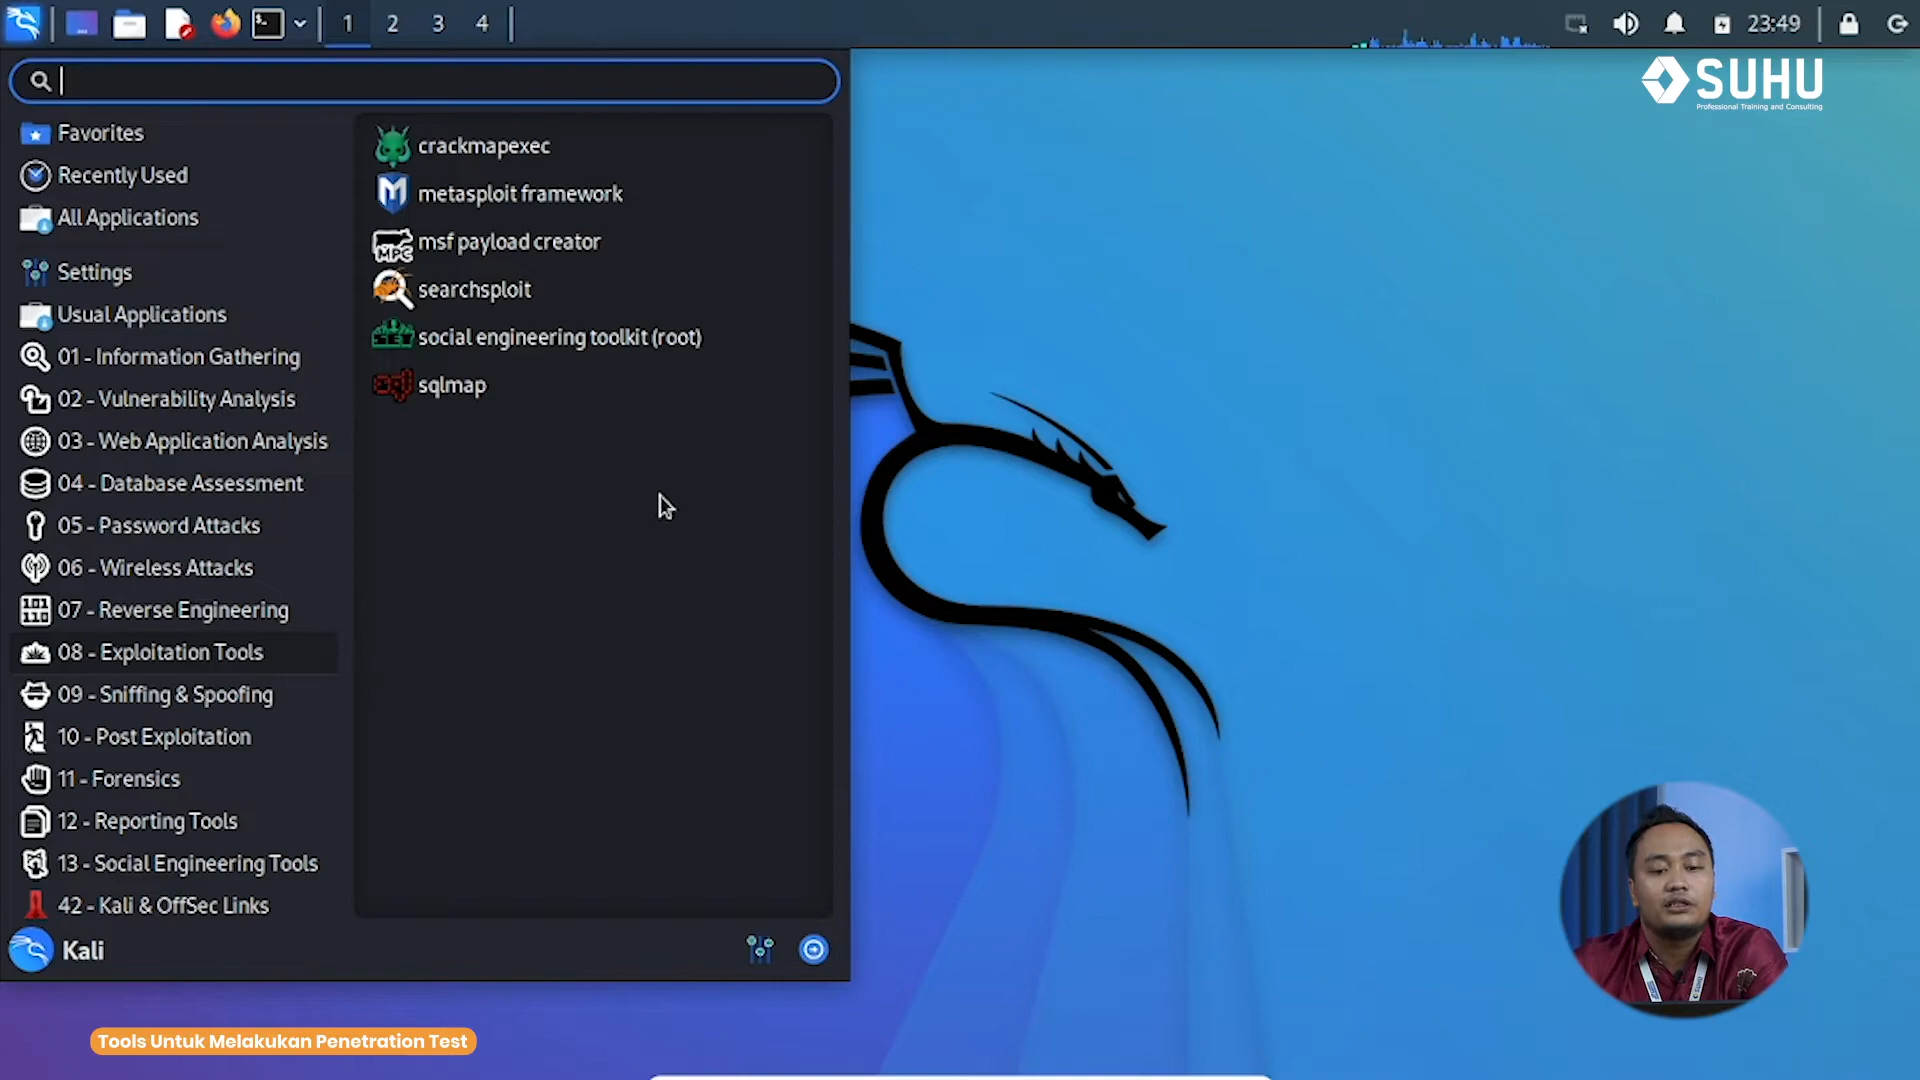 1 2 3 4
23:49
SUHU
Professional Training and Consulting
Favorites
Recently Used
All Applications
Settings
Usual Applications
01 - Information Gathering
02 - Vulnerability Analysis
03 - Web Application Analysis
04 - Database Assessment
05 - Password Attacks
06 - Wireless Attacks
07 - Reverse Engineering
08 - Exploitation Tools
09 - Sniffing & Spoofing
10 - Post Exploitation
11 - Forensics
12 - Reporting Tools
13 - Social Engineering Tools
42 - Kali & OffSec Links
Kali
crackmapexec
metasploit framework
msf payload creator
searchsploit
social engineering toolkit (root)
sqlmap
MPC
SET
sql
Tools Untuk Melakukan Penetration Test